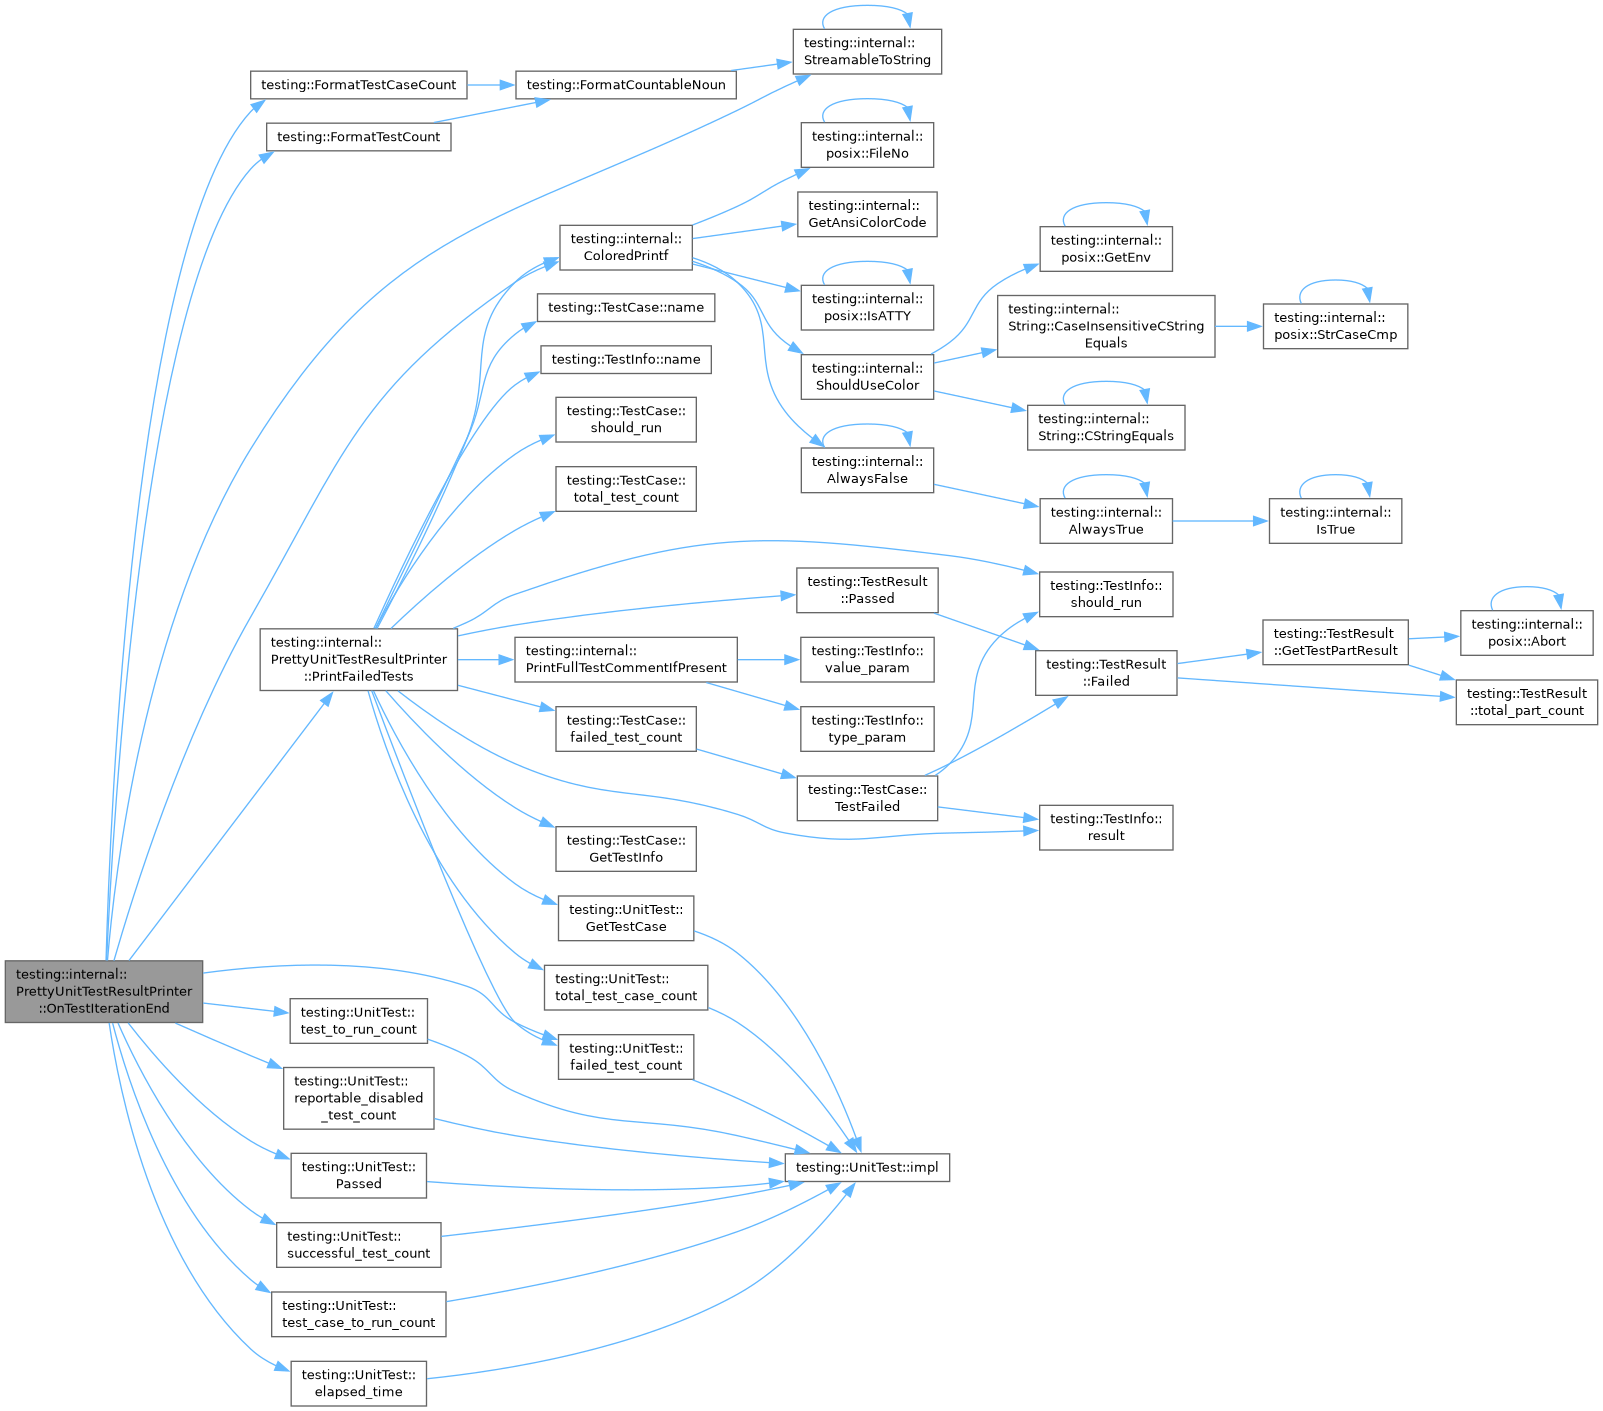 testing::internal::
StreamableToString
testing::FormatTestCaseCount
testing::FormatCountableNoun
testing::FormatTestCount
testing::internal::
posix::FileNo
testing::internal::
GetAnsiColorCode
testing::internal::
ColoredPrintf
testing::internal::
posix::GetEnv
testing::internal::
posix::IsATTY
testing::TestCase::name
testing::internal::
String::CaseInsensitiveCString
Equals
testing::internal::
posix::StrCaseCmp
testing::TestInfo::name
testing::internal::
ShouldUseColor
testing::TestCase::
should_run
testing::internal::
String::CStringEquals
testing::internal::
AlwaysFalse
testing::TestCase::
total_test_count
testing::internal::
AlwaysTrue
testing::internal::
IsTrue
testing::TestResult
::Passed
testing::TestInfo::
should_run
testing::internal::
PrettyUnitTestResultPrinter
::PrintFailedTests
testing::internal::
PrintFullTestCommentIfPresent
testing::TestInfo::
value_param
testing::TestResult
::Failed
testing::TestResult
::GetTestPartResult
testing::internal::
posix::Abort
testing::TestResult
::total_part_count
testing::TestCase::
failed_test_count
testing::TestInfo::
type_param
testing::TestCase::
TestFailed
testing::TestInfo::
result
testing::TestCase::
GetTestInfo
testing::UnitTest::
GetTestCase
testing::internal::
PrettyUnitTestResultPrinter
::OnTestIterationEnd
testing::UnitTest::
total_test_case_count
testing::UnitTest::
test_to_run_count
testing::UnitTest::
failed_test_count
testing::UnitTest::
reportable_disabled
_test_count
testing::UnitTest::
Passed
testing::UnitTest::impl
testing::UnitTest::
successful_test_count
testing::UnitTest::
test_case_to_run_count
testing::UnitTest::
elapsed_time